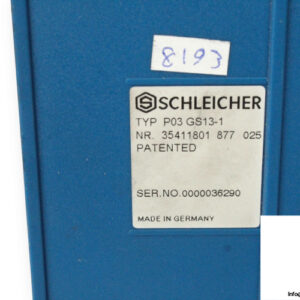 8193
SCHLEICHER
TYP P03 GS13-1
NR. 35411801 877 025
PATENTED
SER.NO.0000036290
MADE IN GERMANY